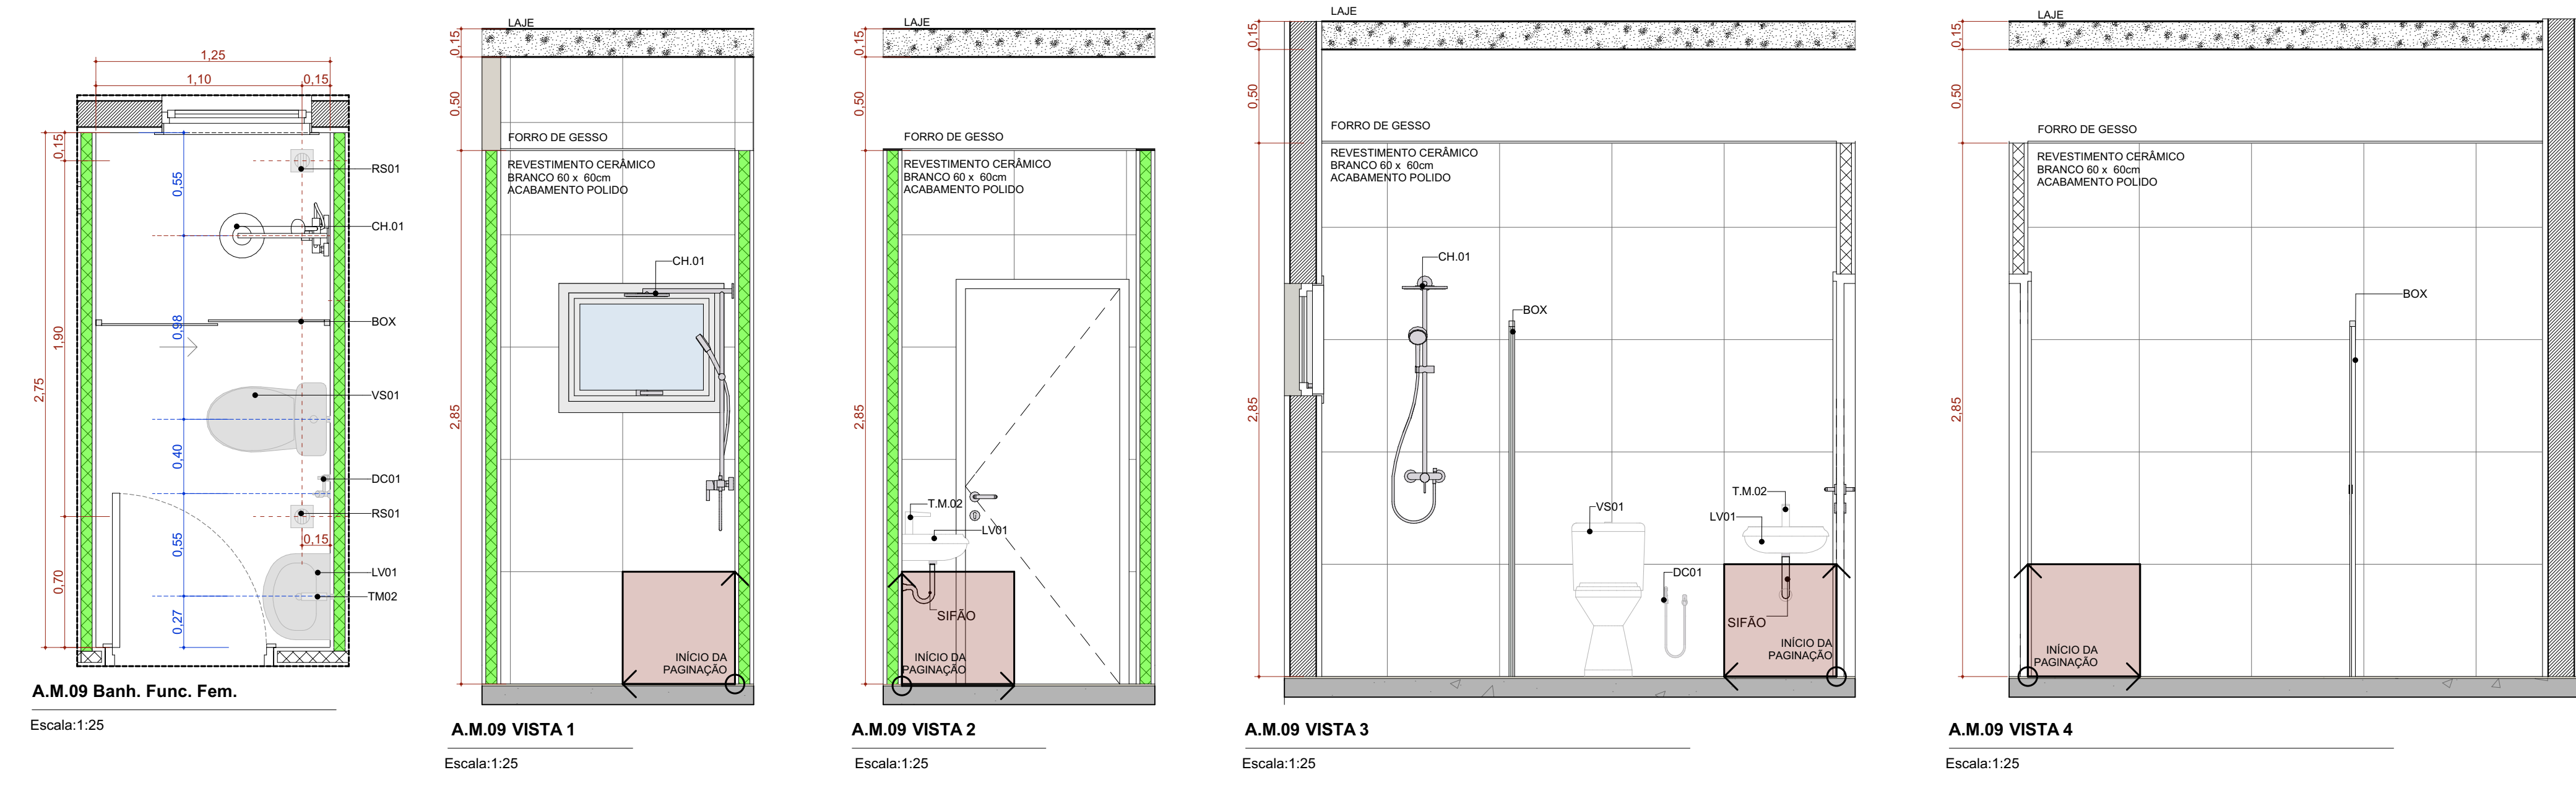 1,25
1,10
0,15
0,15
0,55
RS01
CH.01
0,98
BOX
1,90
2,75
VS01
0,40
DC01
RS01
0,55
0,15
0,70
LV01
TM02
0,27
A.M.09 Banh. Func. Fem.
Escala:1:25
LAJE
0,15
0,50
FORRO DE GESSO
REVESTIMENTO CERÂMICO
BRANCO 60 x 60cm
ACABAMENTO POLIDO
CH.01
2,85
INÍCIO DA
PAGINAÇÃO
A.M.09 VISTA 1
Escala:1:25
LAJE
0,15
0,50
FORRO DE GESSO
REVESTIMENTO CERÂMICO
BRANCO 60 x 60cm
ACABAMENTO POLIDO
2,85
T.M.02
LV01
SIFÃO
INÍCIO DA
PAGINAÇÃO
A.M.09 VISTA 2
Escala:1:25
LAJE
0,15
0,50
FORRO DE GESSO
REVESTIMENTO CERÂMICO
BRANCO 60 x 60cm
ACABAMENTO POLIDO
CH.01
BOX
2,85
T.M.02
VS01
LV01
DC01
SIFÃO
INÍCIO DA
PAGINAÇÃO
A.M.09 VISTA 3
Escala:1:25
LAJE
0,15
0,50
FORRO DE GESSO
REVESTIMENTO CERÂMICO
BRANCO 60 x 60cm
ACABAMENTO POLIDO
BOX
2,85
INÍCIO DA
PAGINAÇÃO
A.M.09 VISTA 4
Escala:1:25